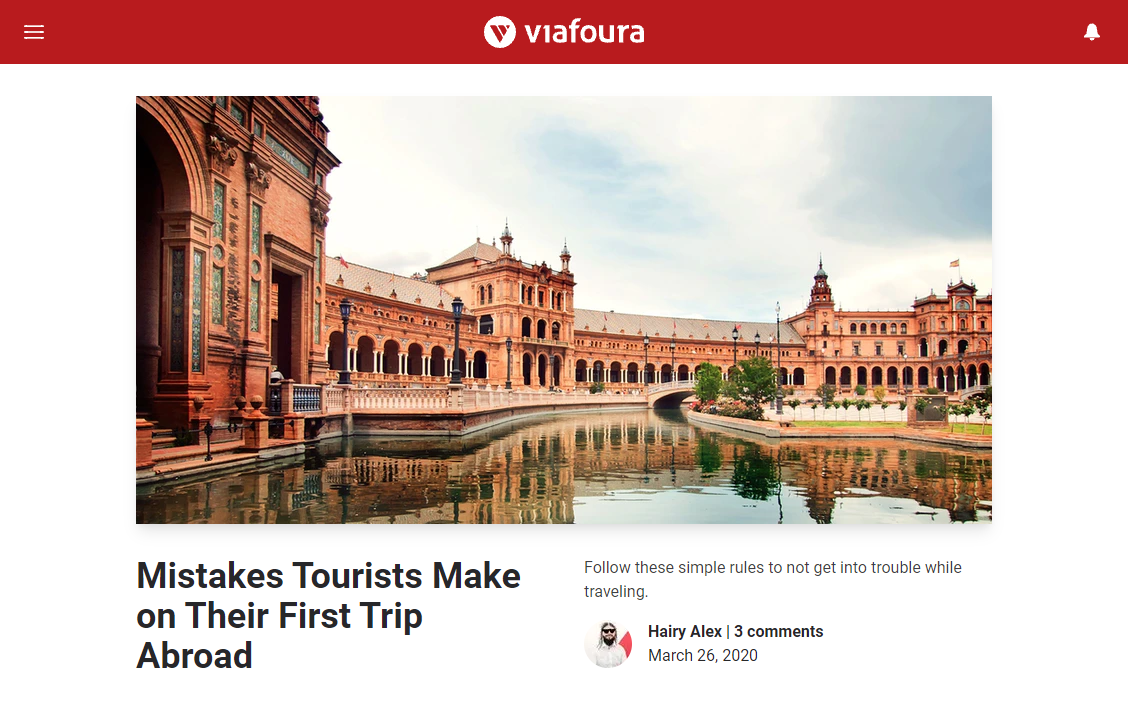 viafoura
Mistakes Tourists Make
on Their First Trip
Abroad
Follow these simple rules to not get into trouble while
traveling.
Hairy Alex | 3 comments
March 26, 2020